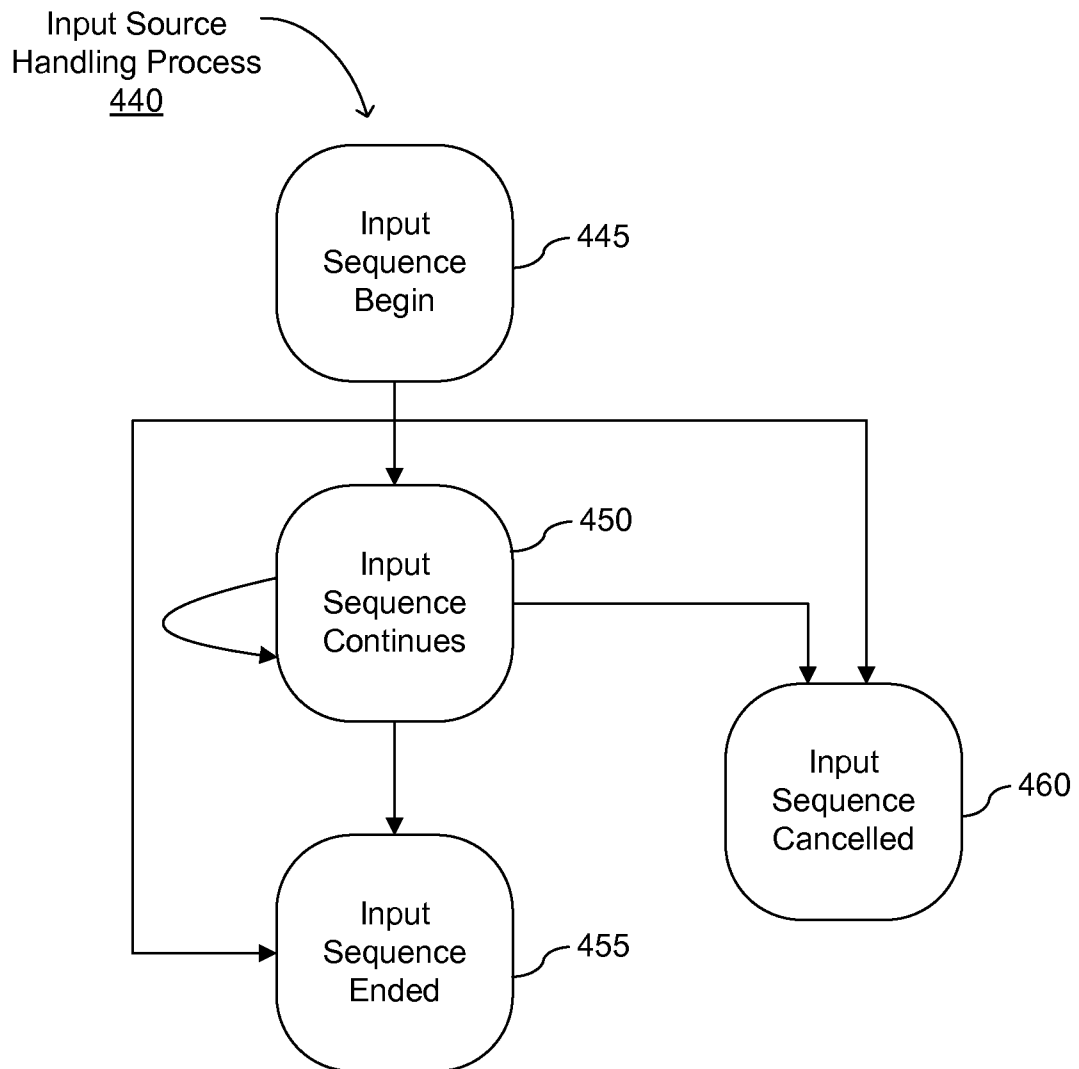 Input Source
Handling Process
440
Input
Sequence
Begin
445
Input
Sequence
Continues
450
Input
Sequence
Cancelled
460
Input
Sequence
Ended
455